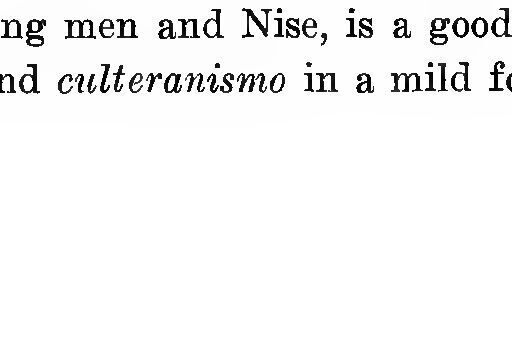 ng men and Nise, is a good
nd culteranismo in a mild fo